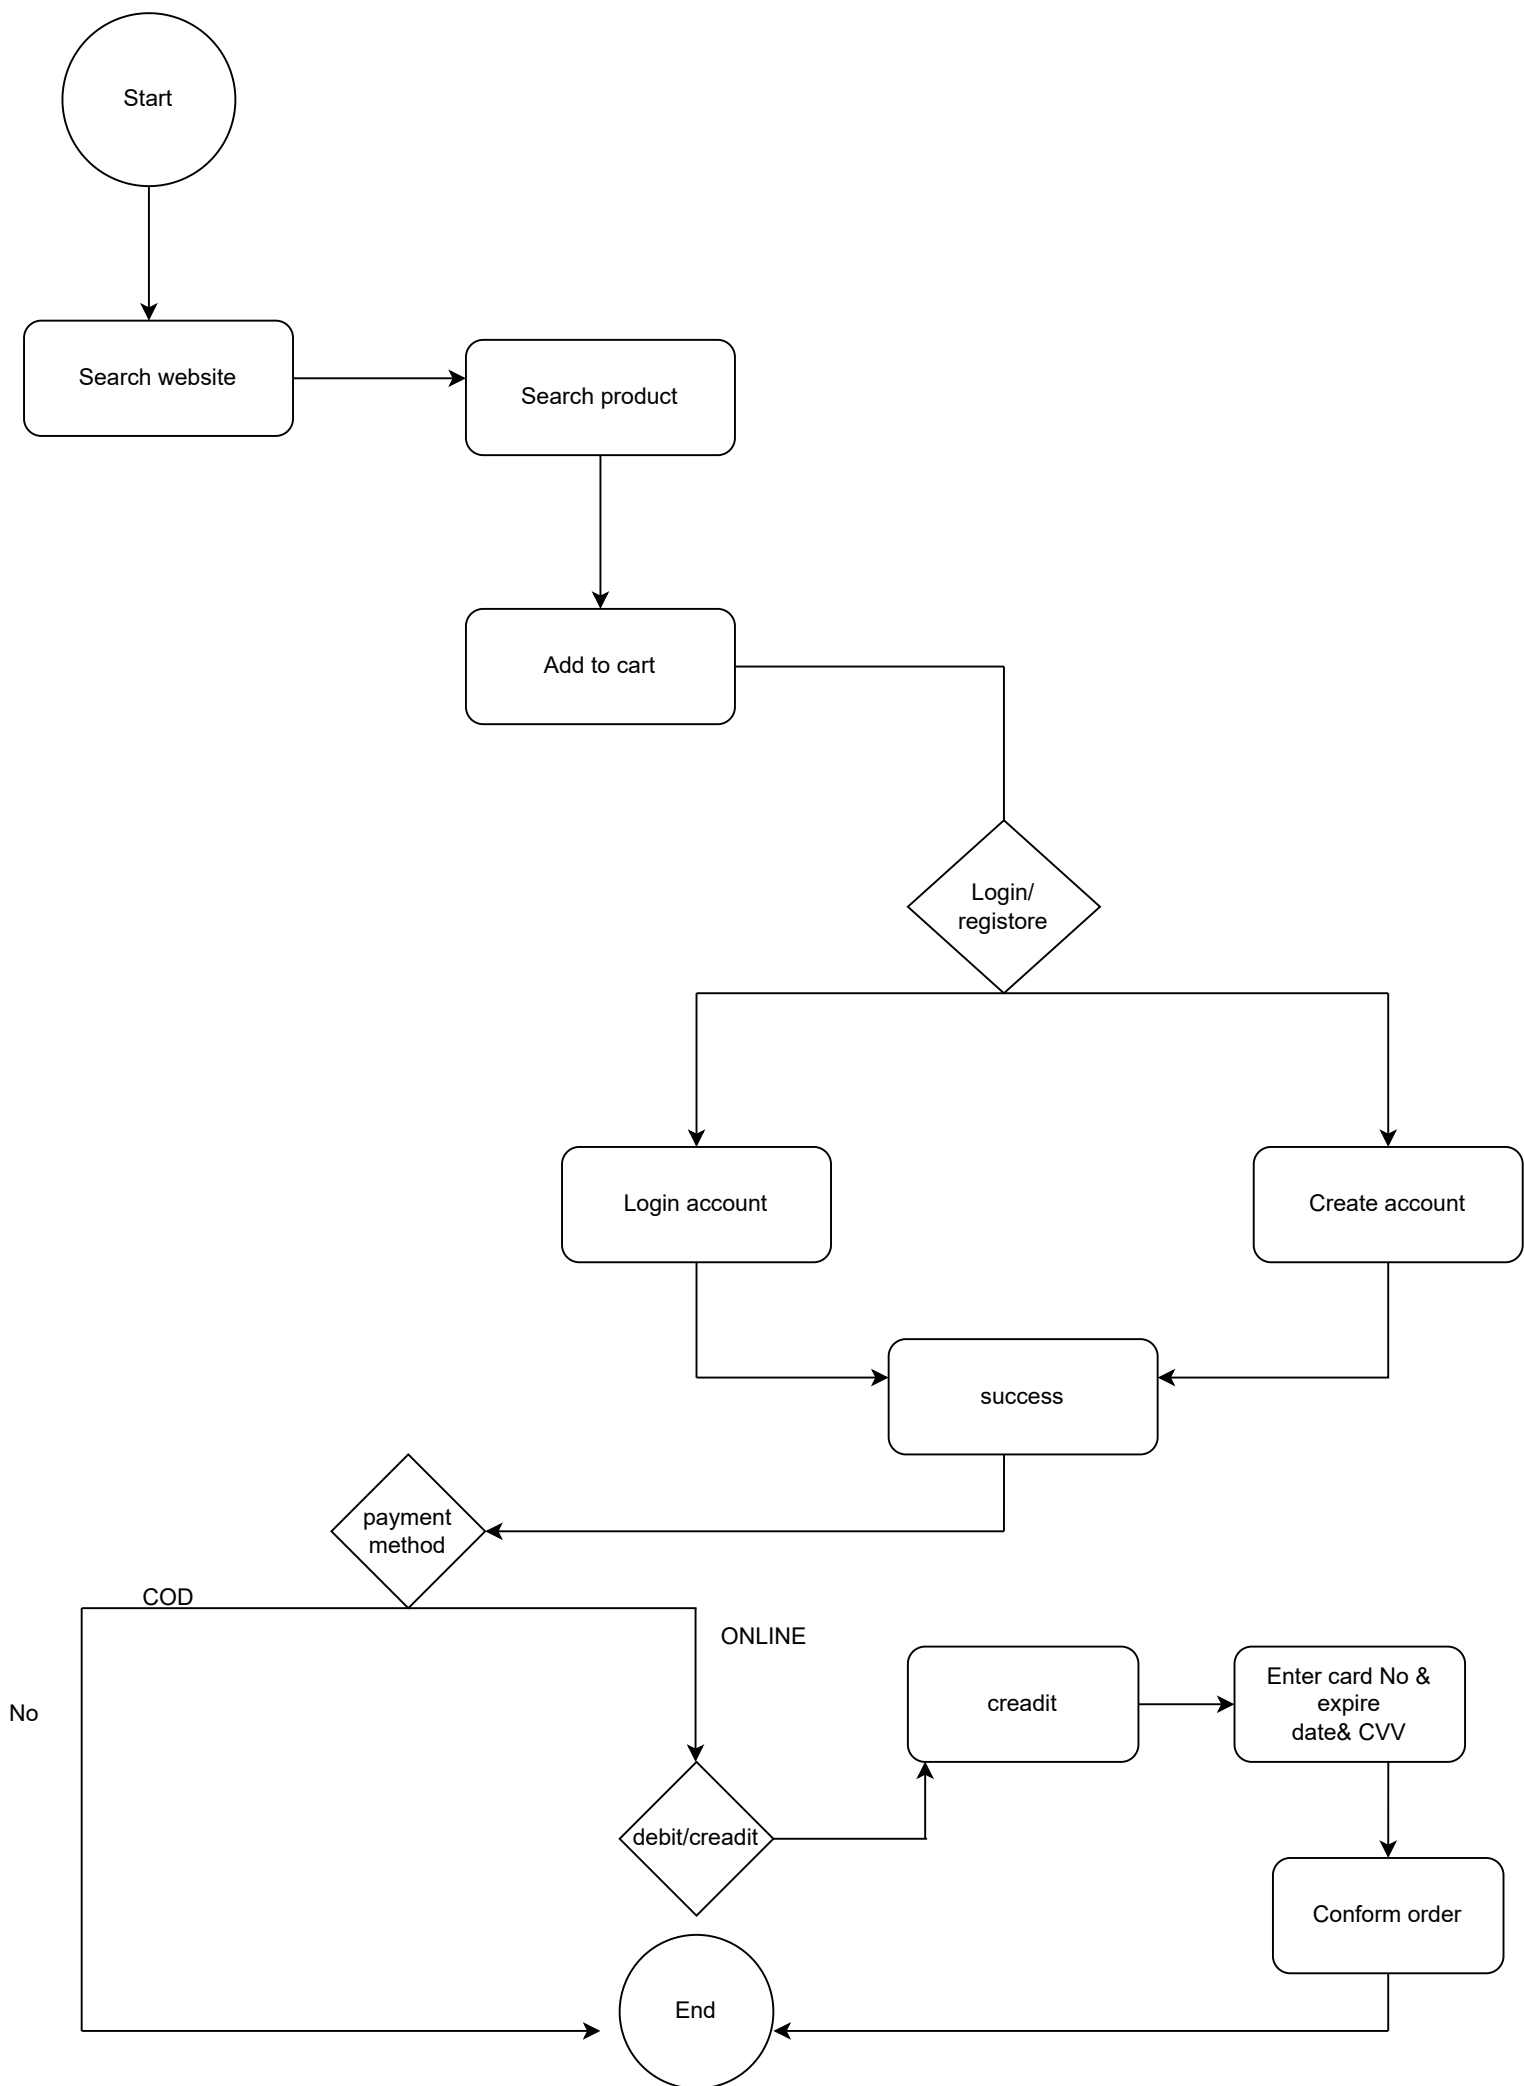 Start
Search website
Search product
Add to cart
Login/
registore
Login account
Create account
success
payment
method
COD
ONLINE
No
creadit
Enter card No &
expire
date& CVV
debit/creadit
Conform order
End